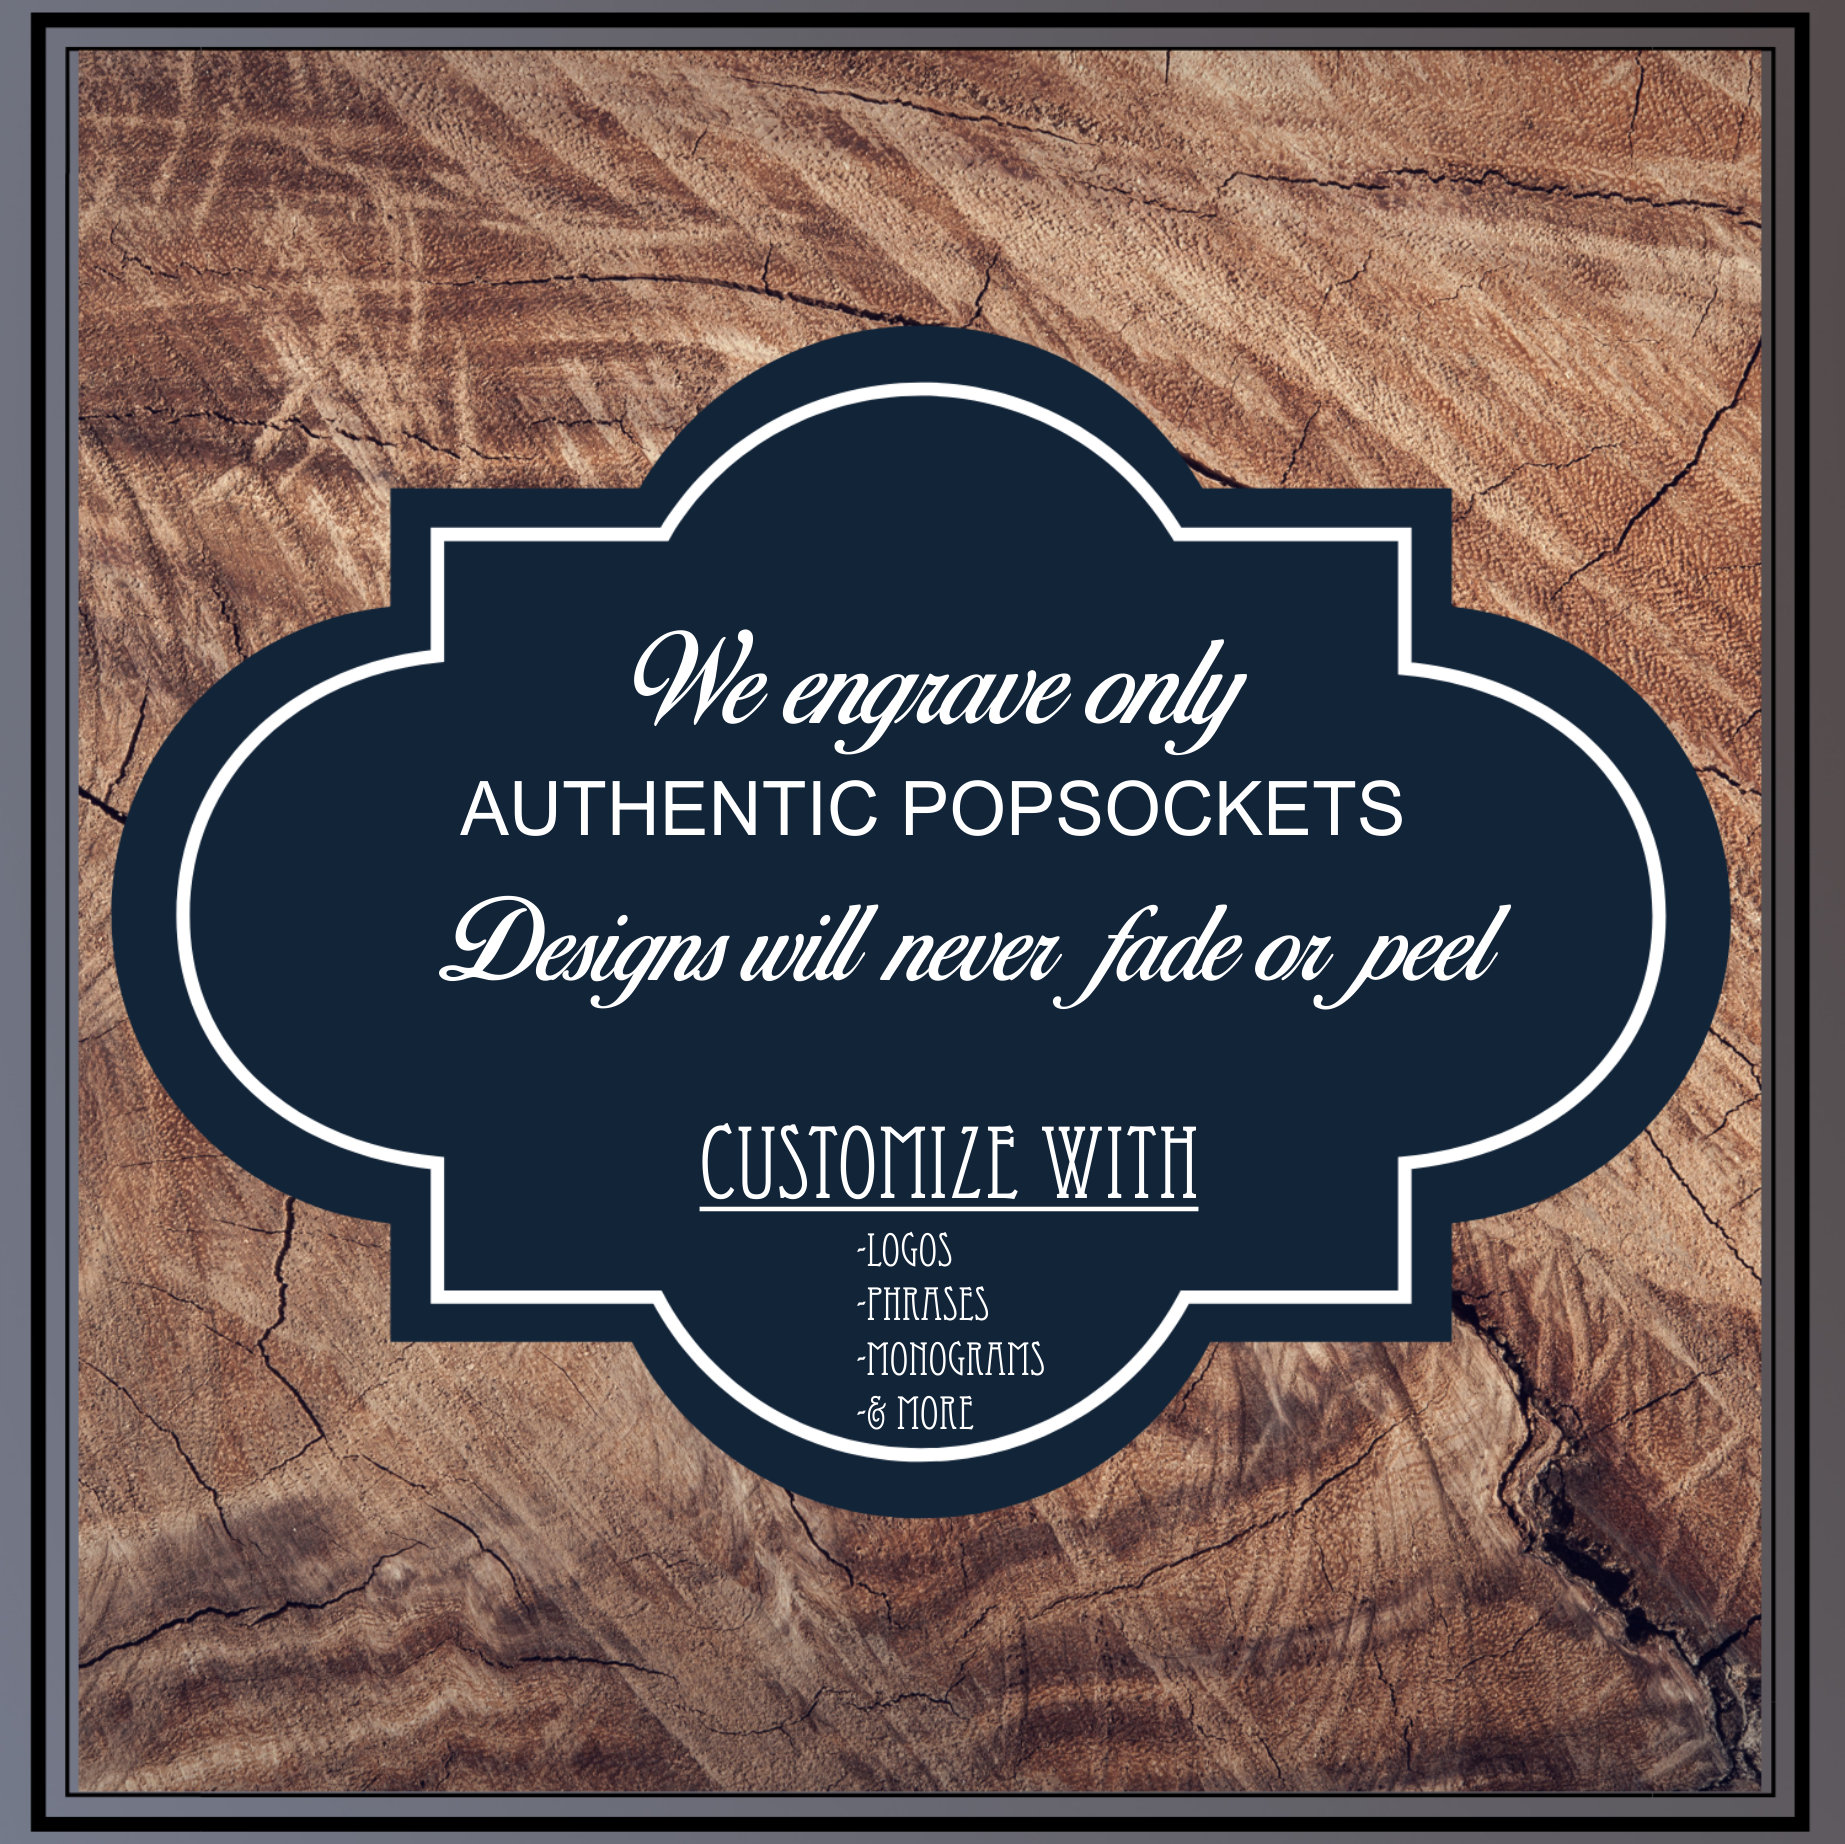 We engrave only
AUTHENTIC POPSOCKETS
Designs will never fade or peel
CUSTOMIZE WITH
-LOGOS
-PHRASES
-MONOGRAMS
-& MORE